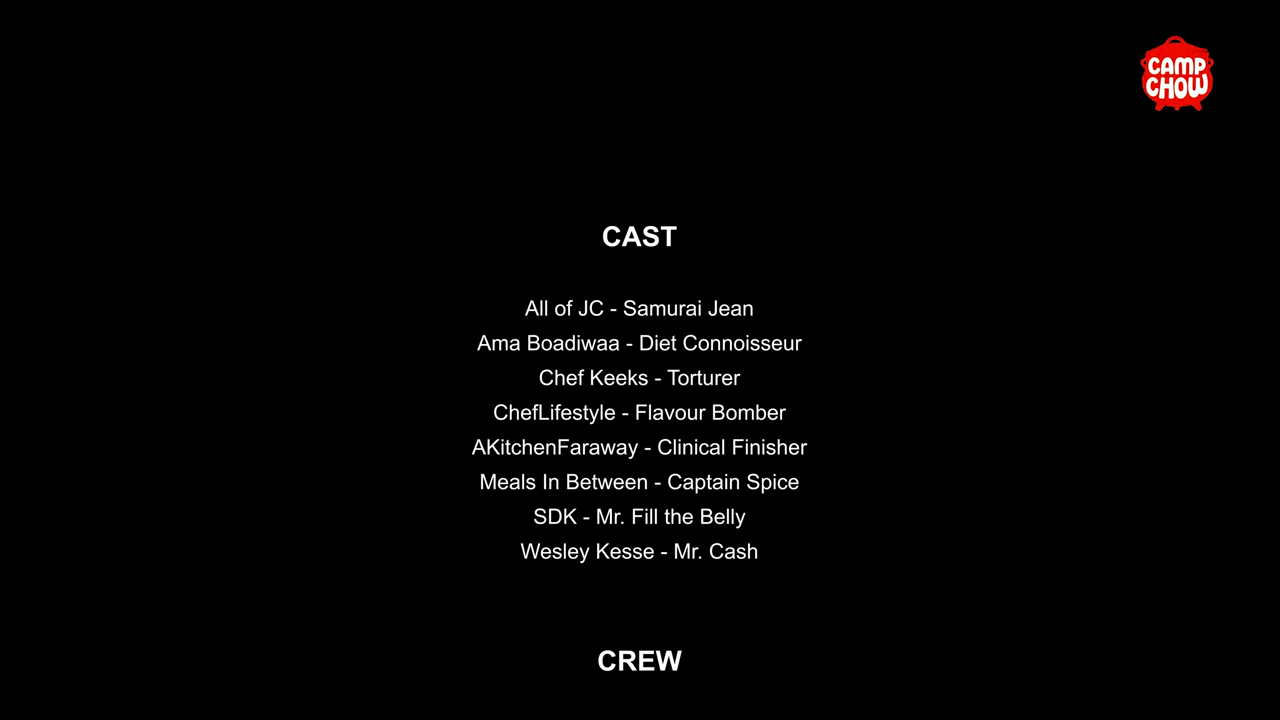 CAMP
CHOW
CAST
All of JC - Samurai Jean
Ama Boadiwaa - Diet Connoisseur
Chef Keeks - Torturer
ChefLifestyle - Flavour Bomber
AKitchenFaraway - Clinical Finisher
Meals In Between - Captain Spice
SDK - Mr. Fill the Belly
Wesley Kesse - Mr. Cash
CREW